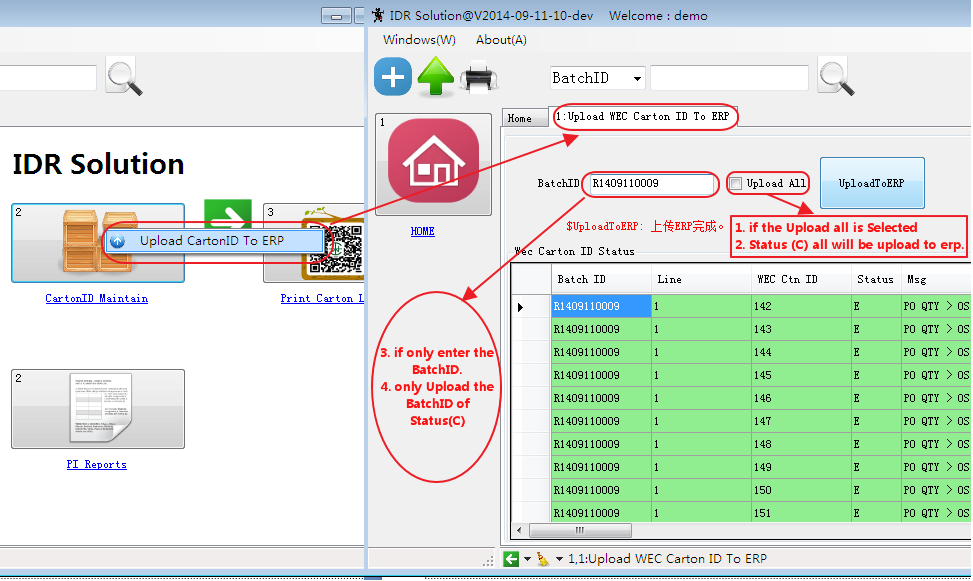 IDR Solution@V2014-09-11-10-dev Welcome : demo
Windows(W) About(A)
BatchID
IDR Solution
2
Upload CartonID To ERP
3
CartonID Maintain
Print Carton L
2
PI Reports
1
HOME
Home
1:Upload WEC Carton ID To ERP
BatchID
R1409110009
Upload All
UploadToERP
$UploadToERP: 上传ERP完成。
1. if the Upload all is Selected
2. Status (C) all will be upload to erp.
3. if only enter the
BatchID.
4. only Upload the
BatchID of
Status(C)
Wec Carton ID Status
Batch ID Line WEC Ctn ID Status Msg
R1409110009 1 142 E PO QTY > OS
R1409110009 1 143 E PO QTY > OS
R1409110009 1 144 E PO QTY > OS
R1409110009 1 145 E PO QTY > OS
R1409110009 1 146 E PO QTY > OS
R1409110009 1 147 E PO QTY > OS
R1409110009 1 148 E PO QTY > OS
R1409110009 1 149 E PO QTY > OS
R1409110009 1 150 E PO QTY > OS
R1409110009 1 151 E PO QTY > OS
1,1:Upload WEC Carton ID To ERP